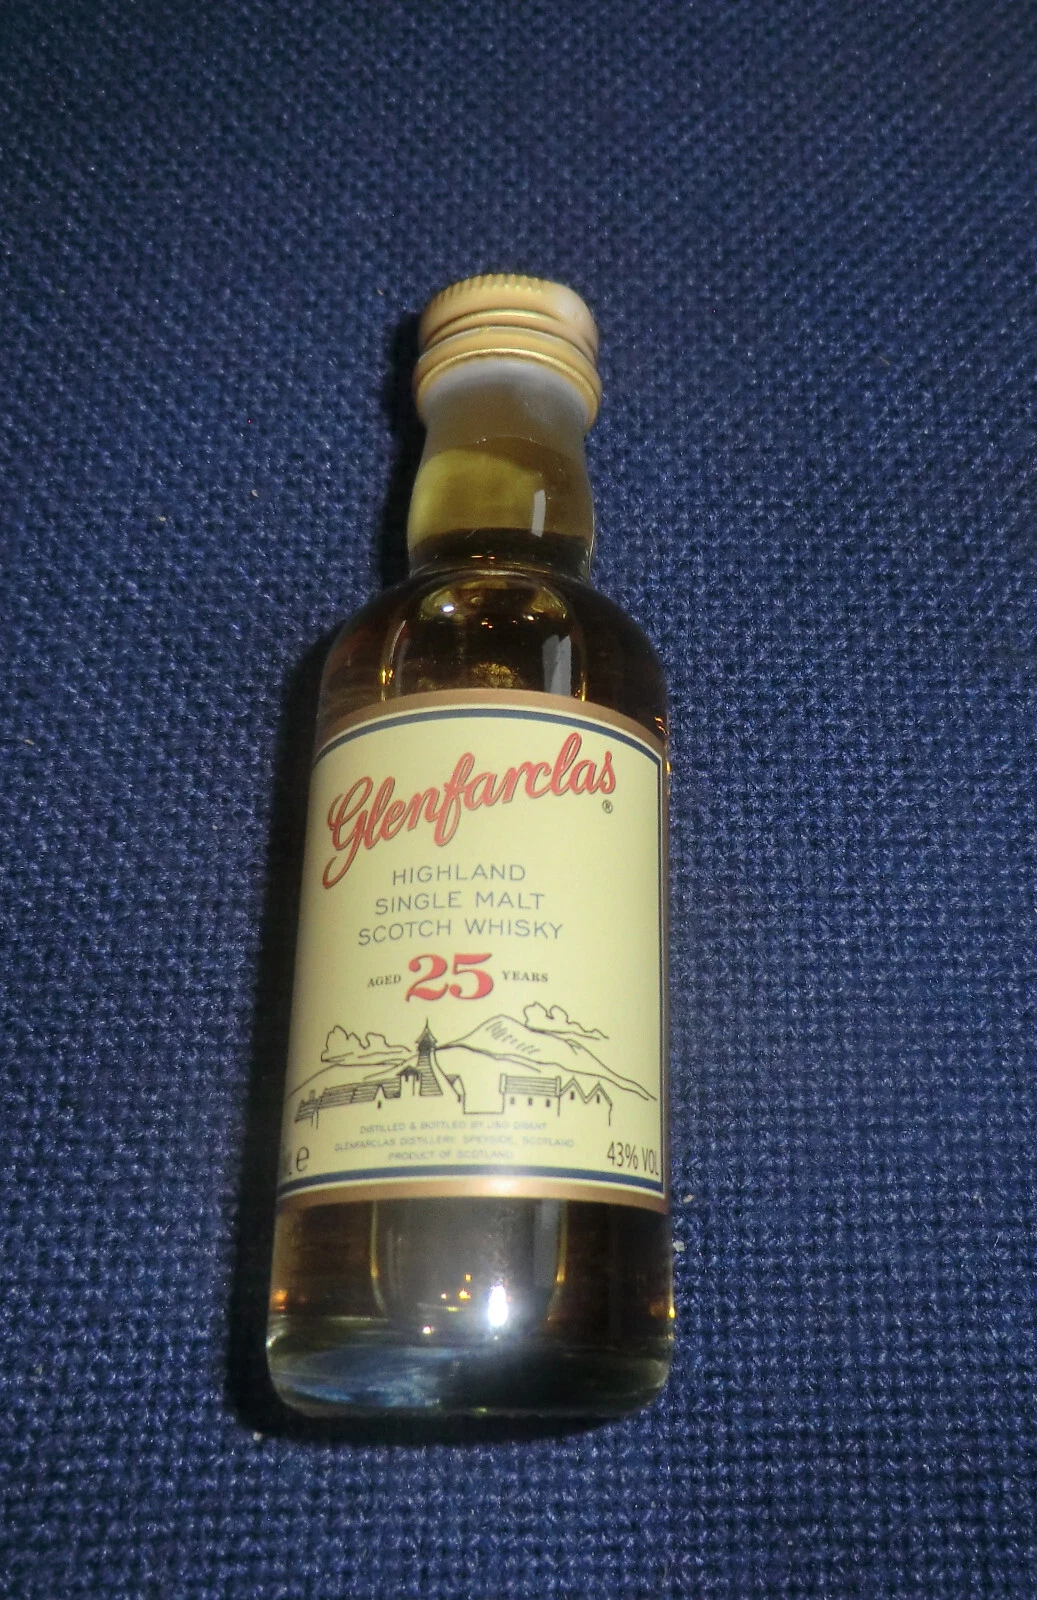 Glenfarclas®
HIGHLAND
SINGLE MALT
SCOTCH WHISKY
AGED 25 YEARS
DISTILLED & BOTTLED BY J&G GRANT
GLENFARCLAS DISTILLERY, SPEYSIDE, SCOTLAND
PRODUCT OF SCOTLAND
e 43% VOL